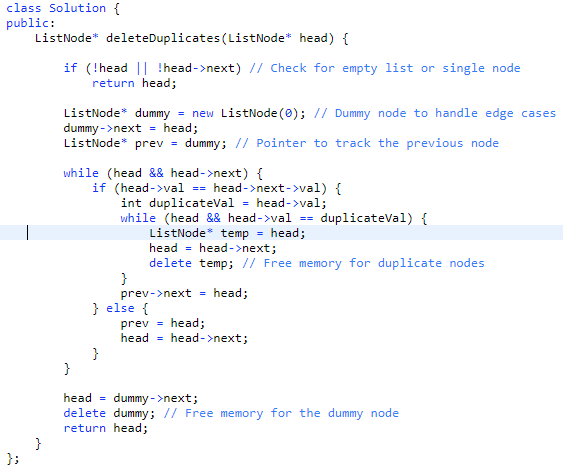 class Solution {
public:
    ListNode* deleteDuplicates(ListNode* head) {

        if (!head || !head->next) // Check for empty list or single node
            return head;

        ListNode* dummy = new ListNode(0); // Dummy node to handle edge cases
        dummy->next = head;
        ListNode* prev = dummy; // Pointer to track the previous node

        while (head && head->next) {
            if (head->val == head->next->val) {
                int duplicateVal = head->val;
                while (head && head->val == duplicateVal) {
                    ListNode* temp = head;
                    head = head->next;
                    delete temp; // Free memory for duplicate nodes
                }
                prev->next = head;
            } else {
                prev = head;
                head = head->next;
            }
        }

        head = dummy->next;
        delete dummy; // Free memory for the dummy node
        return head;
    }
};